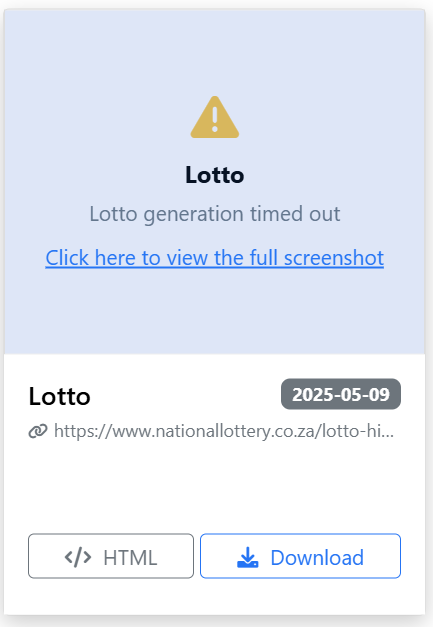 Lotto
Lotto generation timed out
Click here to view the full screenshot
Lotto
2025-05-09
https://www.nationallottery.co.za/lotto-hi...
</> HTML
Download